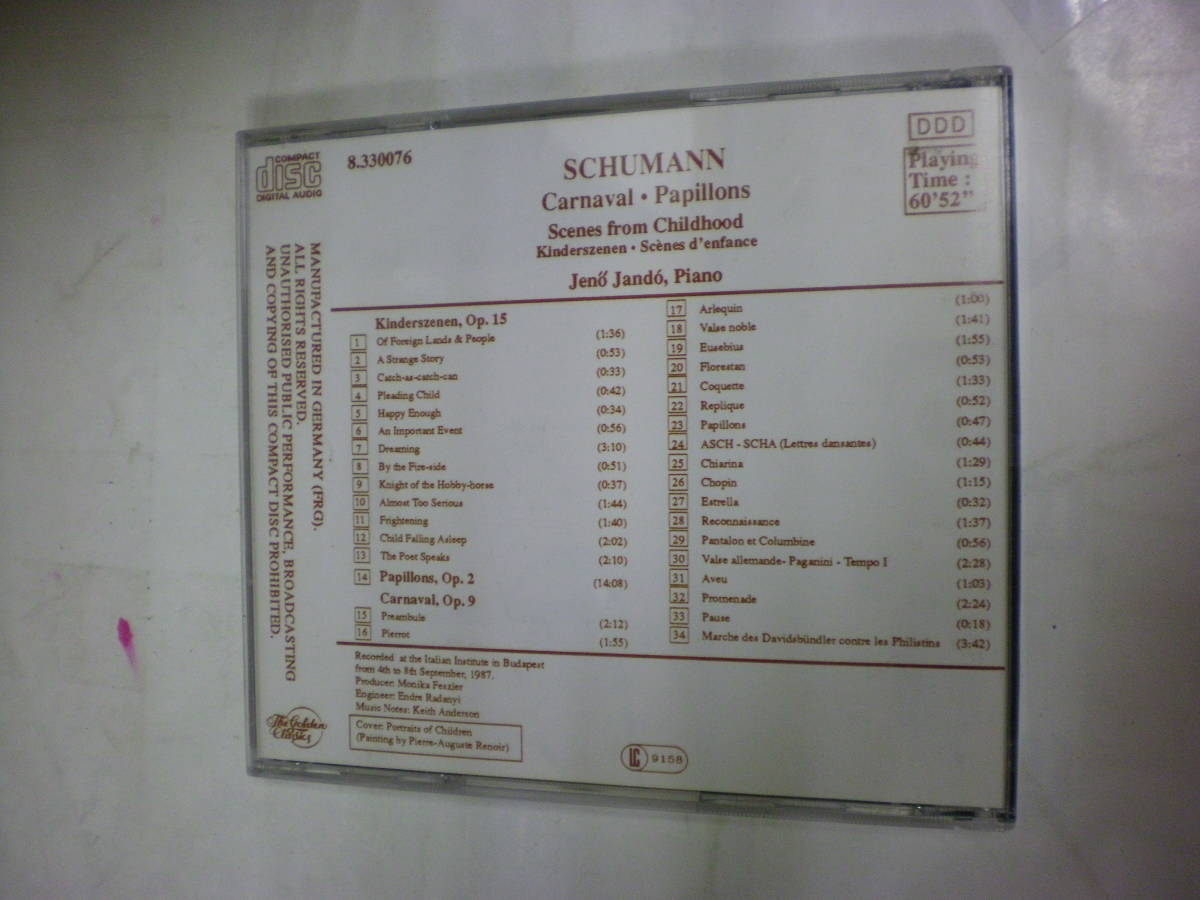 COMPACT
disc
DIGITAL AUDIO
8.330076
DDD
Playing
Time :
60'52"
SCHUMANN
Carnaval • Papillons
Scenes from Childhood
Kinderszenen • Scènes d'enfance
Jenő Jandó, Piano
MANUFACTURED IN GERMANY (FRG).
ALL RIGHTS RESERVED.
UNAUTHORISED PUBLIC PERFORMANCE, BROADCASTING
AND COPYING OF THIS COMPACT DISC PROHIBITED.
Kinderszenen, Op. 15
1 Of Foreign Lands & People (1:36)
2 A Strange Story (0:53)
3 Catch-as-catch-can (0:33)
4 Pleading Child (0:42)
5 Happy Enough (0:34)
6 An Important Event (0:56)
7 Dreaming (3:10)
8 By the Fire-side (0:51)
9 Knight of the Hobby-horse (0:37)
10 Almost Too Serious (1:44)
11 Frightening (1:40)
12 Child Falling Asleep (2:02)
13 The Poet Speaks (2:10)
14 Papillons, Op. 2 (14:08)
Carnaval, Op. 9
15 Preambule (2:12)
16 Pierrot (1:55)
17 Arlequin (1:00)
18 Valse noble (1:41)
19 Eusebius (1:55)
20 Florestan (0:53)
21 Coquette (1:33)
22 Replique (0:52)
23 Papillons (0:47)
24 ASCH - SCHA (Lettres dansantes) (0:44)
25 Chiarina (1:29)
26 Chopin (1:15)
27 Estrella (0:32)
28 Reconnaissance (1:37)
29 Pantalon et Columbine (0:56)
30 Valse allemande- Paganini - Tempo I (2:28)
31 Aveu (1:03)
32 Promenade (2:24)
33 Pause (0:18)
34 Marche des Davidsbündler contre les Philistins (3:42)
Recorded at the Italian Institute in Budapest
from 4th to 8th September, 1987.
Producer: Monika Feszler
Engineer: Endre Radanyi
Music Notes: Keith Anderson
Cover: Portraits of Children
(Painting by Pierre-Auguste Renoir)
The Golden
Classics
LC 9158